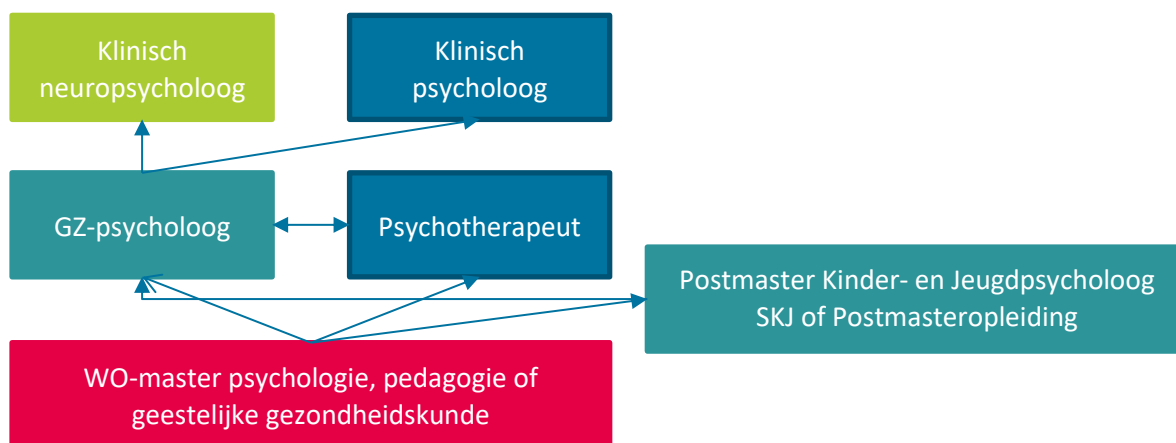 Klinisch
neuropsycholoog
Klinisch
psycholoog
GZ-psycholoog
Psychotherapeut
Postmaster Kinder- en Jeugdpsycholoog
SKJ of Postmasteropleiding
WO-master psychologie, pedagogie of
geestelijke gezondheidskunde